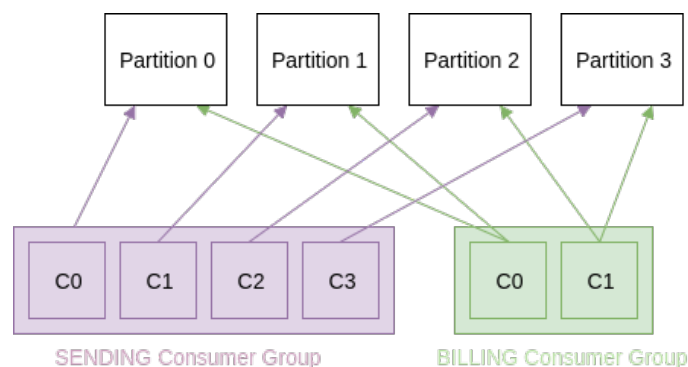 Partition 0
Partition 1
Partition 2
Partition 3
C0
C1
C2
C3
C0
C1
SENDING Consumer Group
BILLING Consumer Group